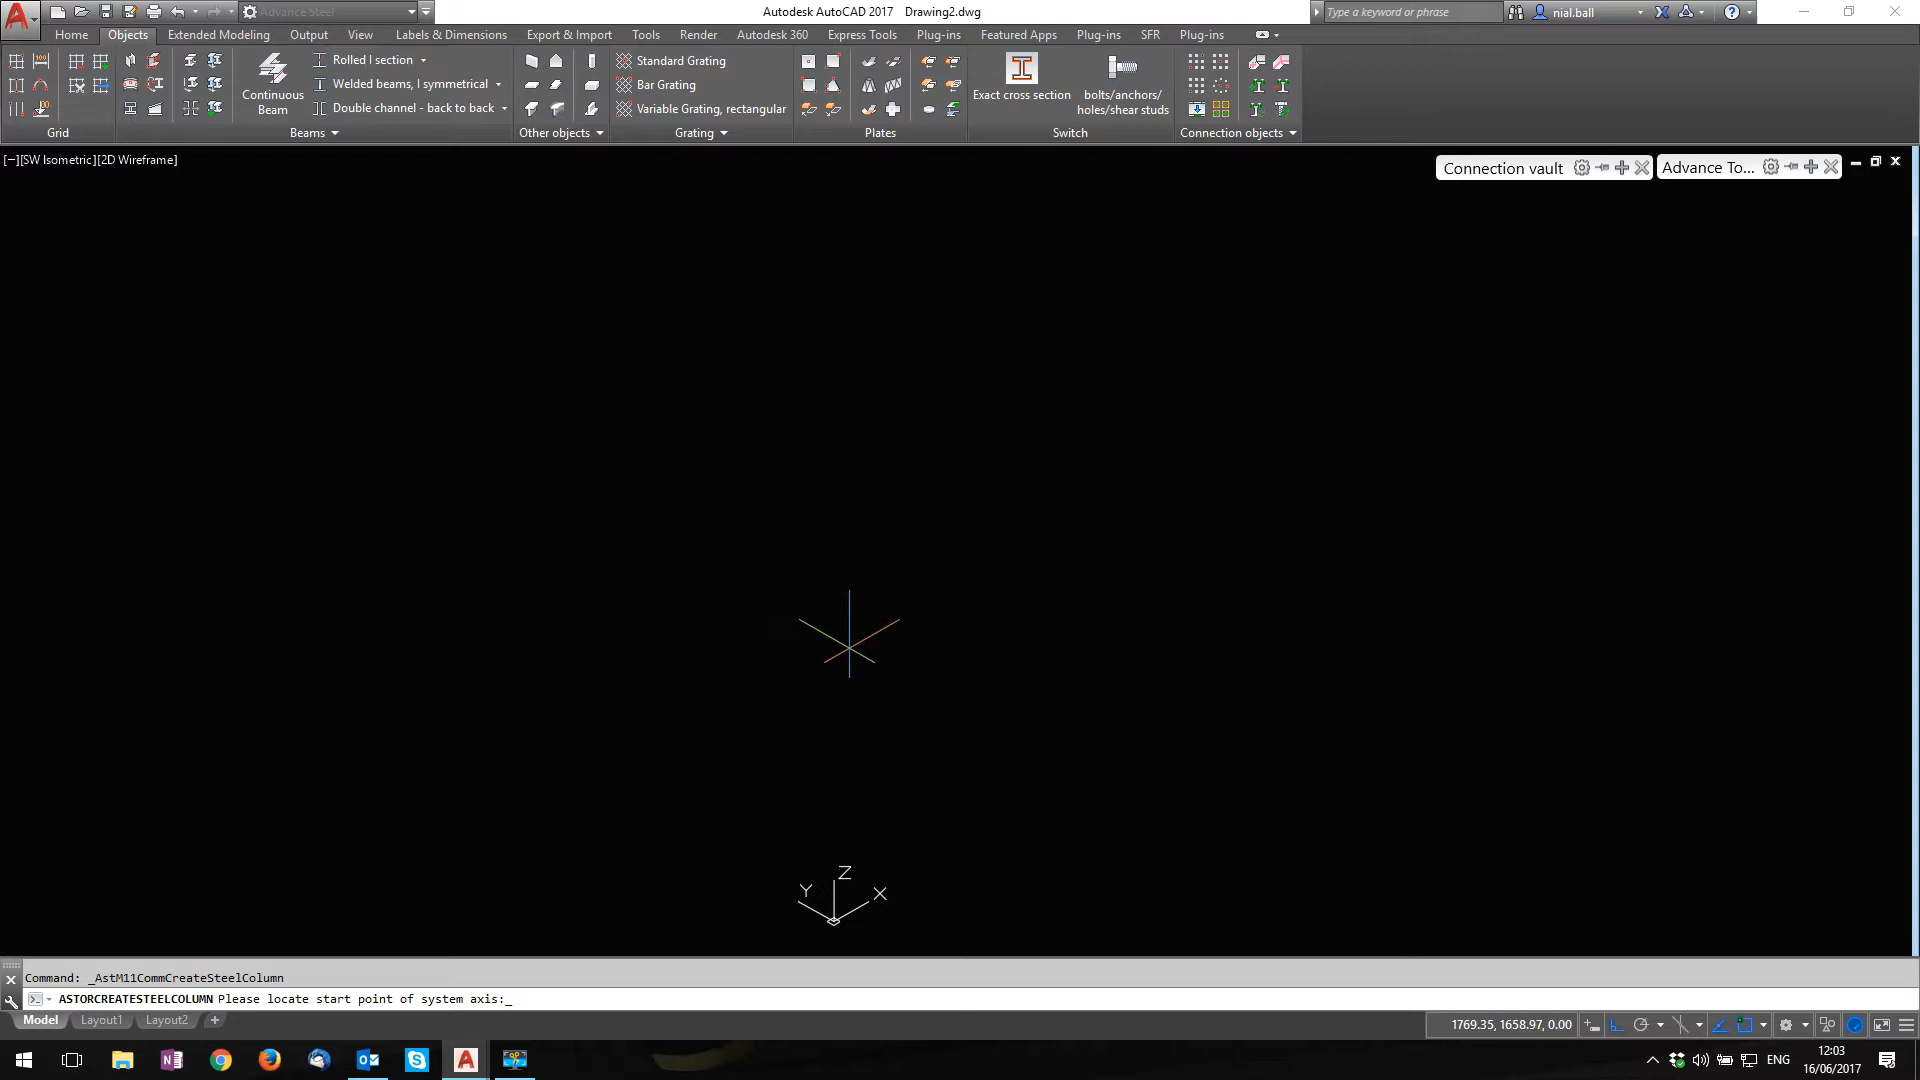 Advance Steel
Autodesk AutoCAD 2017 Drawing2.dwg
Type a keyword or phrase
nial.ball
Home
Objects
Extended Modeling
Output
View
Labels & Dimensions
Export & Import
Tools
Render
Autodesk 360
Express Tools
Plug-ins
Featured Apps
Plug-ins
SFR
Plug-ins
Grid
Continuous
Beam
Rolled I section
Welded beams, I symmetrical
Double channel - back to back
Beams
Other objects
Standard Grating
Bar Grating
Variable Grating, rectangular
Grating
Plates
Exact cross section
bolts/anchors/
holes/shear studs
Switch
Connection objects
[−][SW Isometric][2D Wireframe]
Connection vault
Advance To...
Z
Y
X
Command: _AstM11CommCreateSteelColumn
ASTORCREATESTEELCOLUMN Please locate start point of system axis:
Model
Layout1
Layout2
+
1769.35, 1658.97, 0.00
ENG
12:03
16/06/2017